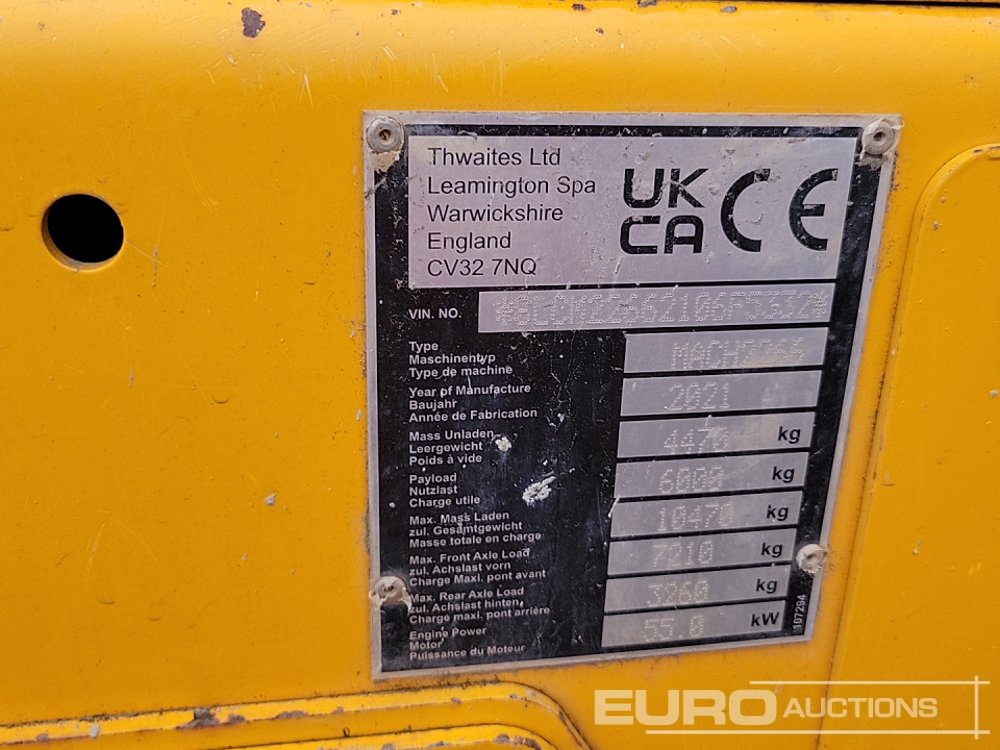 Thwaites Ltd
Leamington Spa
Warwickshire
England
CV32 7NQ
UK
CA
CE
VIN. NO.
Type MACH2265
Maschinentyp
Type de machine
Year of Manufacture 2021
Baujahr
Année de Fabrication
Mass Unladen 4470 kg
Leergewicht
Poids à vide
Payload 6000 kg
Nutzlast
Charge utile
Max. Mass Laden 10470 kg
zul. Gesamtgewicht
Masse totale en charge
Max. Front Axle Load 7210 kg
zul. Achslast vorn
Charge Maxi. pont avant
Max. Rear Axle Load 3060 kg
zul. Achslast hinten
Charge maxi. pont arrière
Engine Power 55.0 kW
Motor
Puissance du Moteur
107294
EURO AUCTIONS